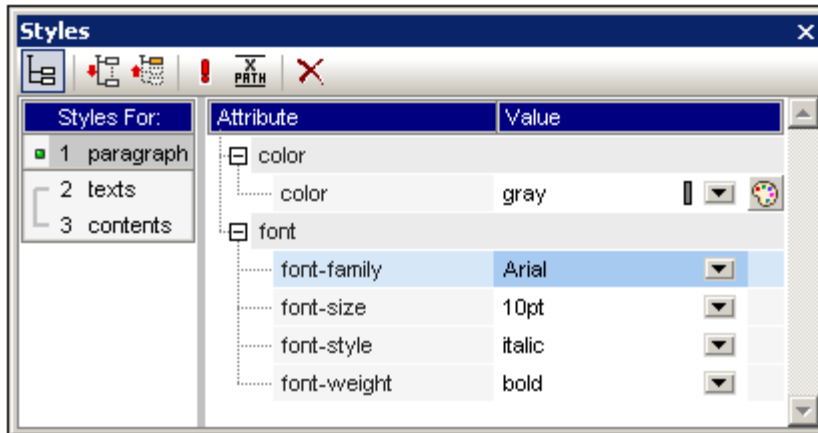 Styles
X
PATH
Styles For:
Attribute Value
1 paragraph
color
2 texts
color gray
3 contents
font
font-family Arial
font-size 10pt
font-style italic
font-weight bold